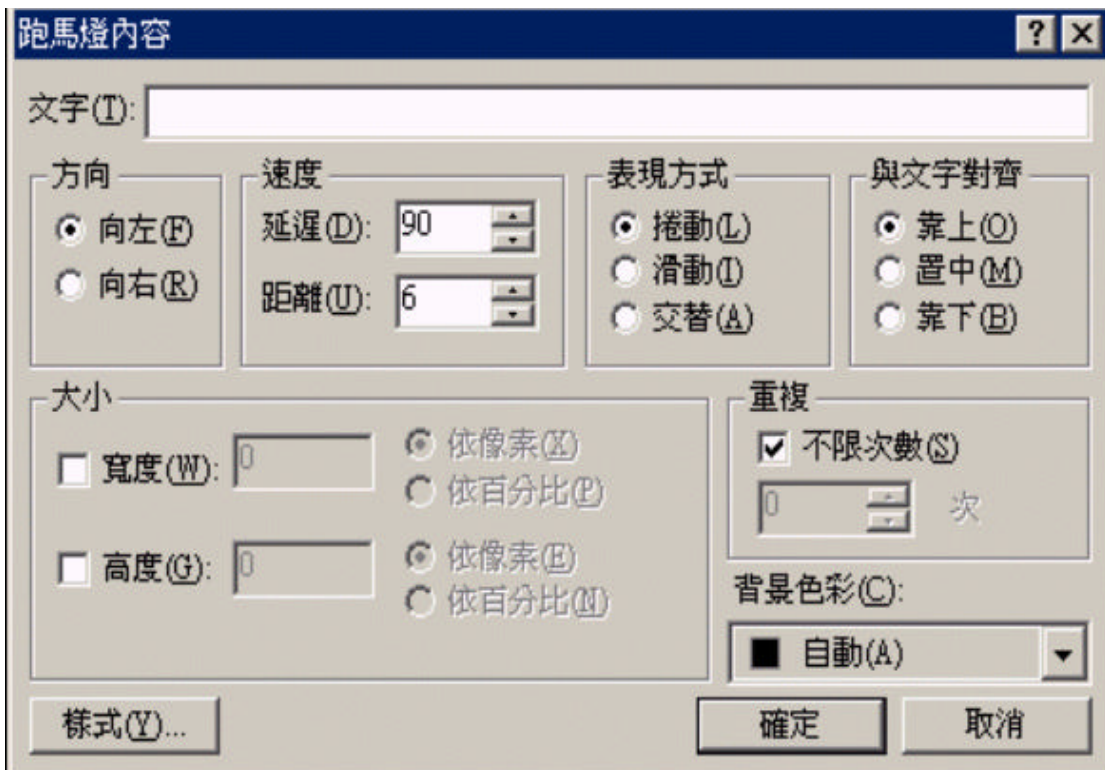 跑馬燈內容
文字(T):
方向
向左(F)
向右(R)
速度
延遲(D): 90
距離(U): 6
表現方式
捲動(L)
滑動(I)
交替(A)
與文字對齊
靠上(O)
置中(M)
靠下(B)
大小
寬度(W): 0
依像素(X)
依百分比(P)
高度(G): 0
依像素(E)
依百分比(N)
重複
不限次數(S)
0 次
背景色彩(C):
自動(A)
樣式(Y)...
確定
取消